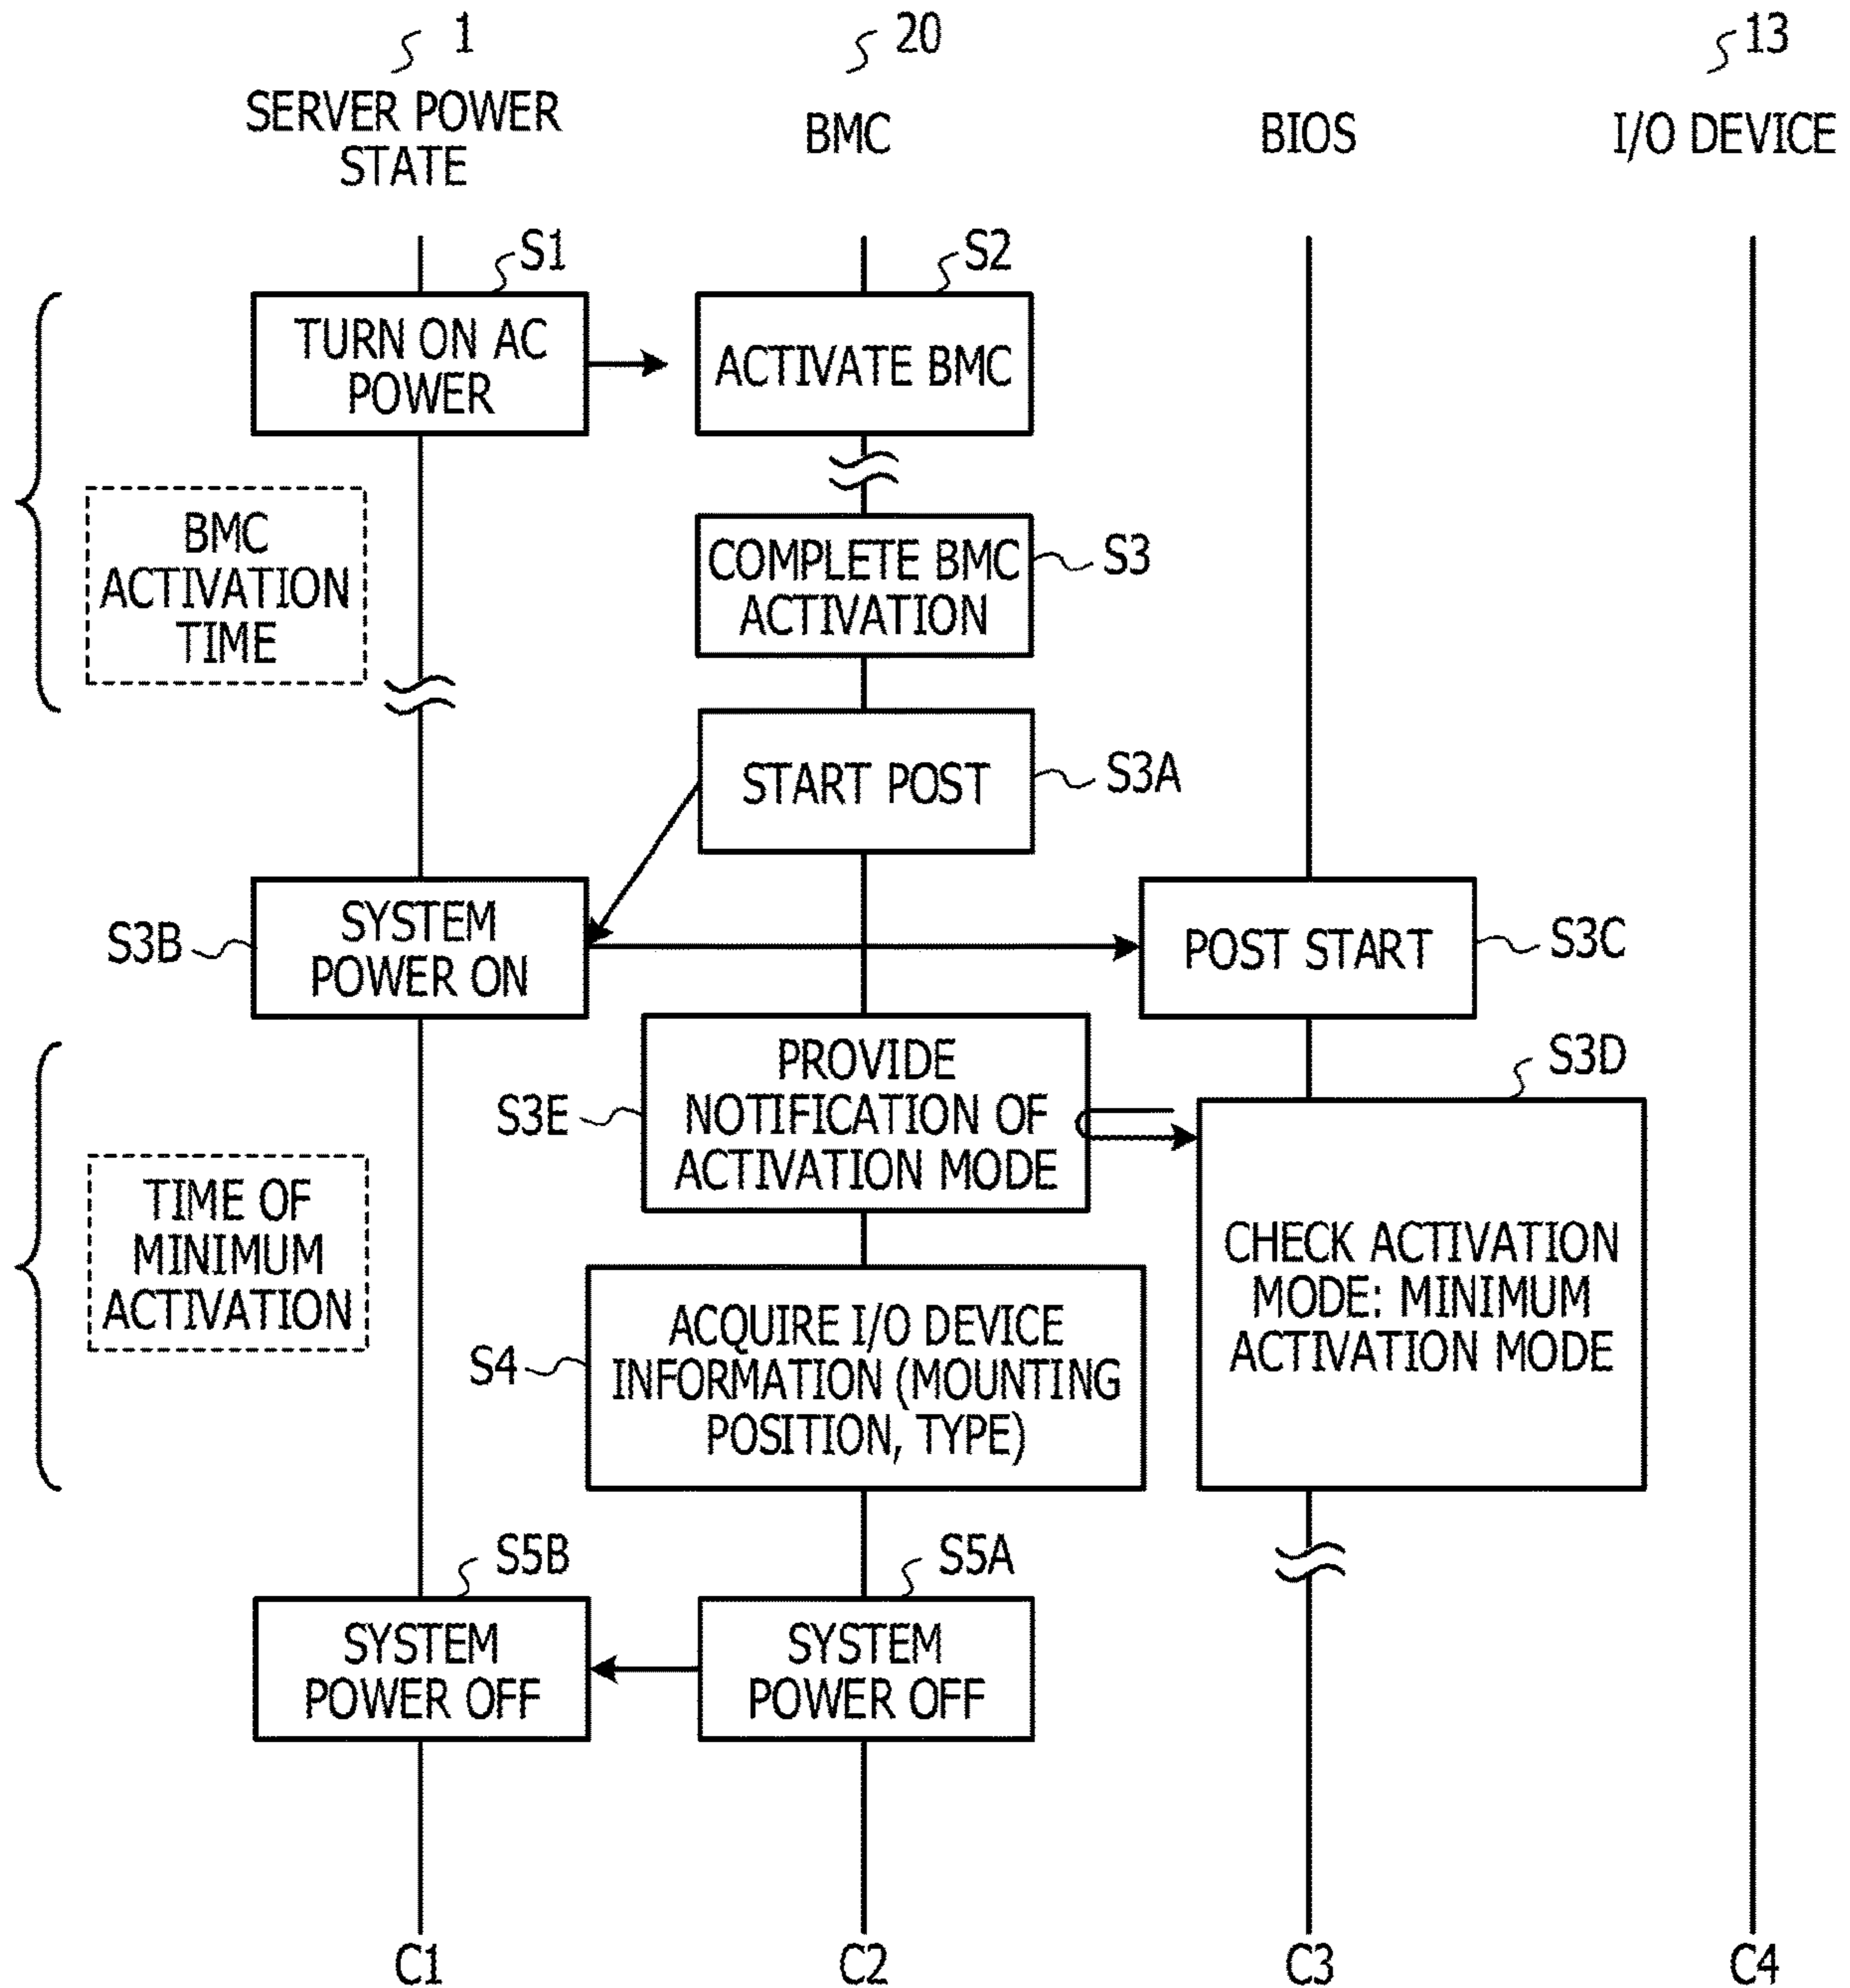 1
20
13
SERVER POWER
STATE
BMC
BIOS
I/O DEVICE
S1
S2
TURN ON AC
POWER
ACTIVATE BMC
BMC
ACTIVATION
TIME
COMPLETE BMC
ACTIVATION
S3
START POST
S3A
S3B
SYSTEM
POWER ON
POST START
S3C
S3D
S3E
PROVIDE
NOTIFICATION OF
ACTIVATION MODE
TIME OF
MINIMUM
ACTIVATION
CHECK ACTIVATION
MODE: MINIMUM
ACTIVATION MODE
S4
ACQUIRE I/O DEVICE
INFORMATION (MOUNTING
POSITION, TYPE)
S5B
S5A
SYSTEM
POWER OFF
SYSTEM
POWER OFF
C1
C2
C3
C4